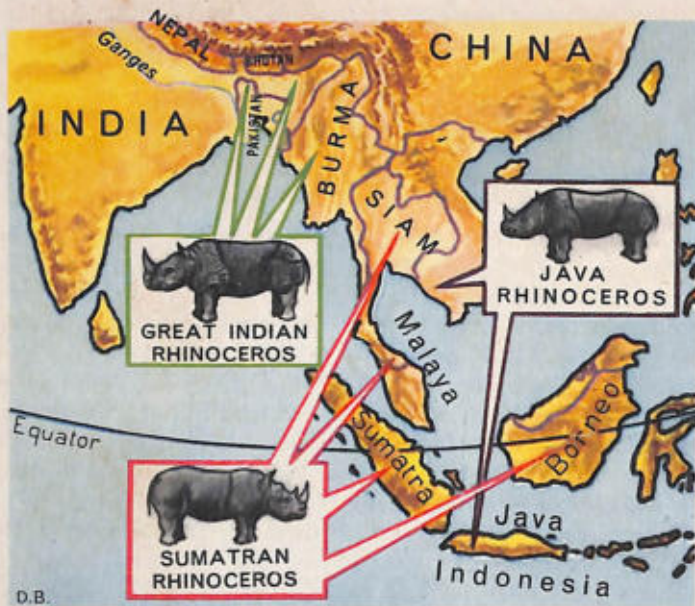 NEPAL
CHINA
BHUTAN
Ganges
INDIA
PAKISTAN
BURMA
SIAM
JAVA
RHINOCEROS
GREAT INDIAN
RHINOCEROS
Malaya
Equator
Sumatra
Borneo
SUMATRAN
RHINOCEROS
Java
Indonesia
D.B.